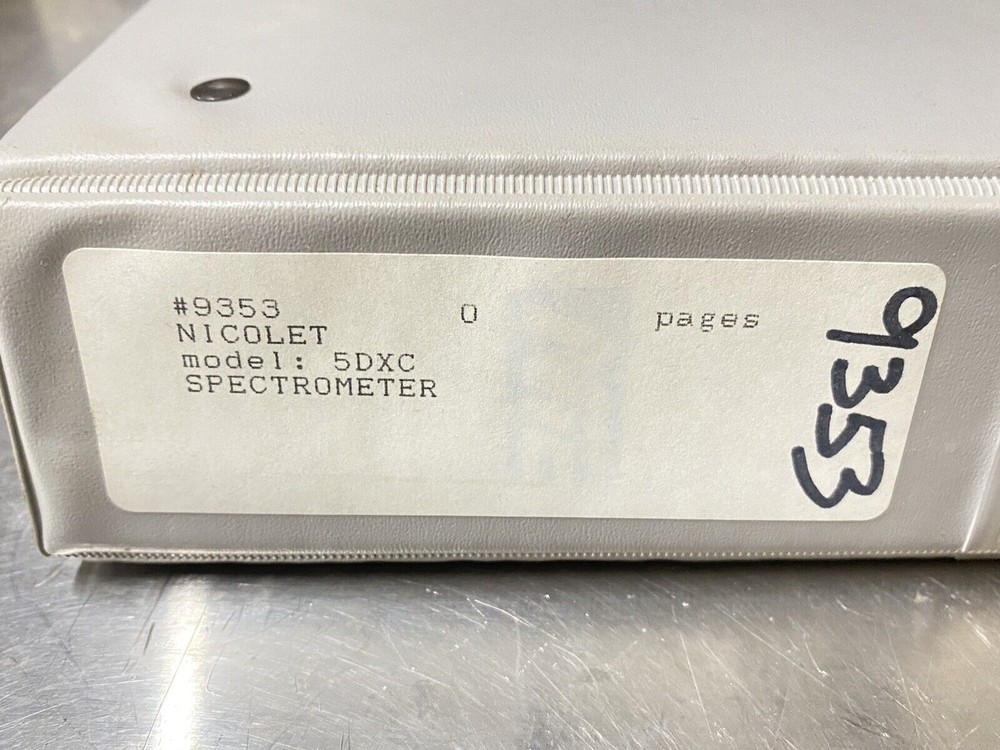 #9353 0 pages
NICOLET
model: 5DXC
SPECTROMETER
9353